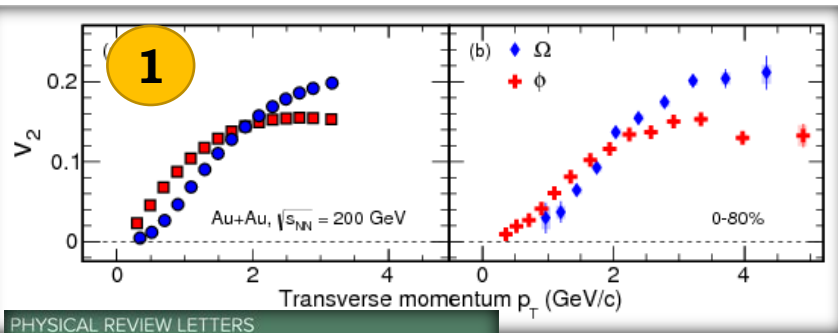 (
1
(b)
Ω
ϕ
v2
0.2
0.1
0
Au+Au, √sNN = 200 GeV
0-80%
0 2 4
0 2 4
Transverse momentum pT (GeV/c)
PHYSICAL REVIEW LETTERS